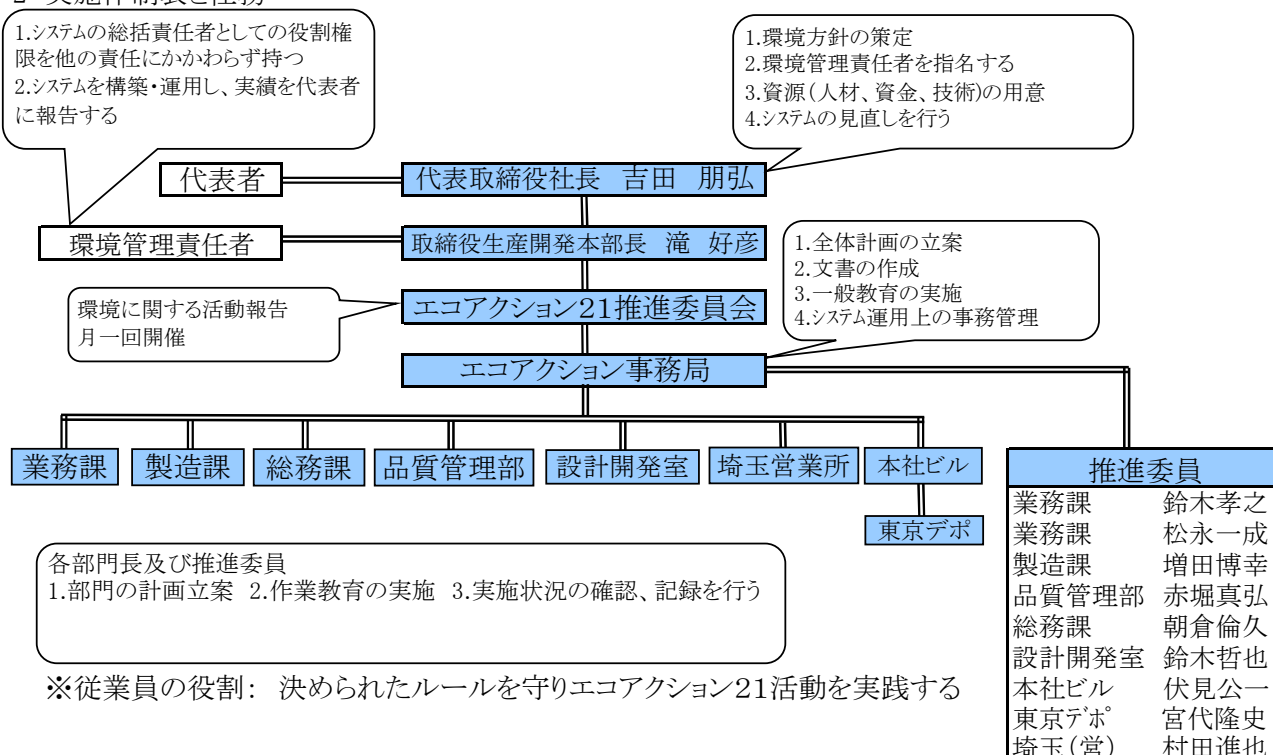 2 実施体制表と任務
1.システムの総括責任者としての役割権
限を他の責任にかかわらず持つ
2.システムを構築・運用し、実績を代表者
に報告する
1.環境方針の策定
2.環境管理責任者を指名する
3.資源(人材、資金、技術)の用意
4.システムの見直しを行う
代表者
代表取締役社長 吉田 朋弘
環境管理責任者
取締役生産開発本部長 滝 好彦
1.全体計画の立案
2.文書の作成
3.一般教育の実施
4.システム運用上の事務管理
環境に関する活動報告
月一回開催
エコアクション21推進委員会
エコアクション事務局
業務課
製造課
総務課
品質管理部
設計開発室
埼玉営業所
本社ビル
東京デポ
推進委員
業務課 鈴木孝之
業務課 松永一成
製造課 増田博幸
品質管理部 赤堀真弘
総務課 朝倉倫久
設計開発室 鈴木哲也
本社ビル 伏見公一
東京デポ 宮代隆史
埼玉(営) 村田進也
各部門長及び推進委員
1.部門の計画立案 2.作業教育の実施 3.実施状況の確認、記録を行う
※従業員の役割: 決められたルールを守りエコアクション21活動を実践する